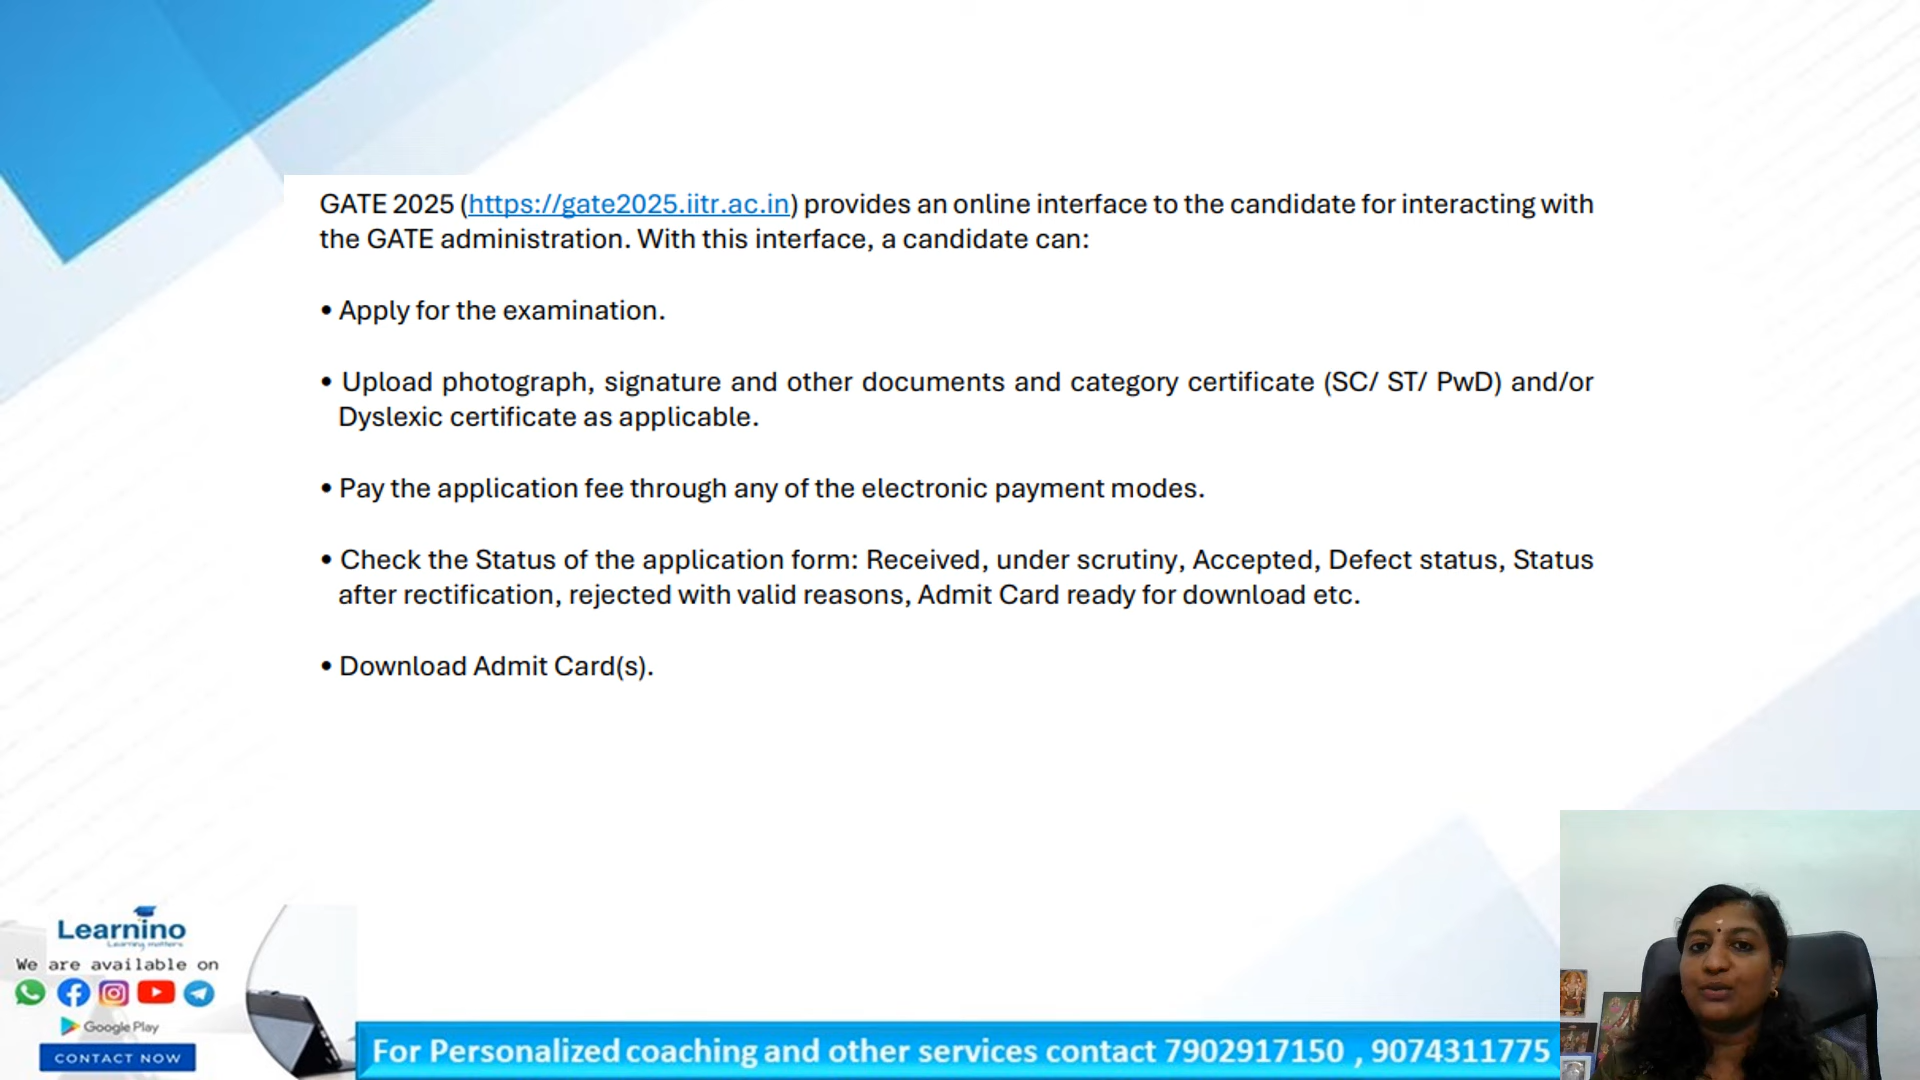 GATE 2025 (https://gate2025.iitr.ac.in) provides an online interface to the candidate for interacting with
the GATE administration. With this interface, a candidate can:
• Apply for the examination.
• Upload photograph, signature and other documents and category certificate (SC/ ST/ PwD) and/or
Dyslexic certificate as applicable.
• Pay the application fee through any of the electronic payment modes.
• Check the Status of the application form: Received, under scrutiny, Accepted, Defect status, Status
after rectification, rejected with valid reasons, Admit Card ready for download etc.
• Download Admit Card(s).
Learnino
Learning matters
We are available on
Google Play
CONTACT NOW
For Personalized coaching and other services contact 7902917150 , 9074311775